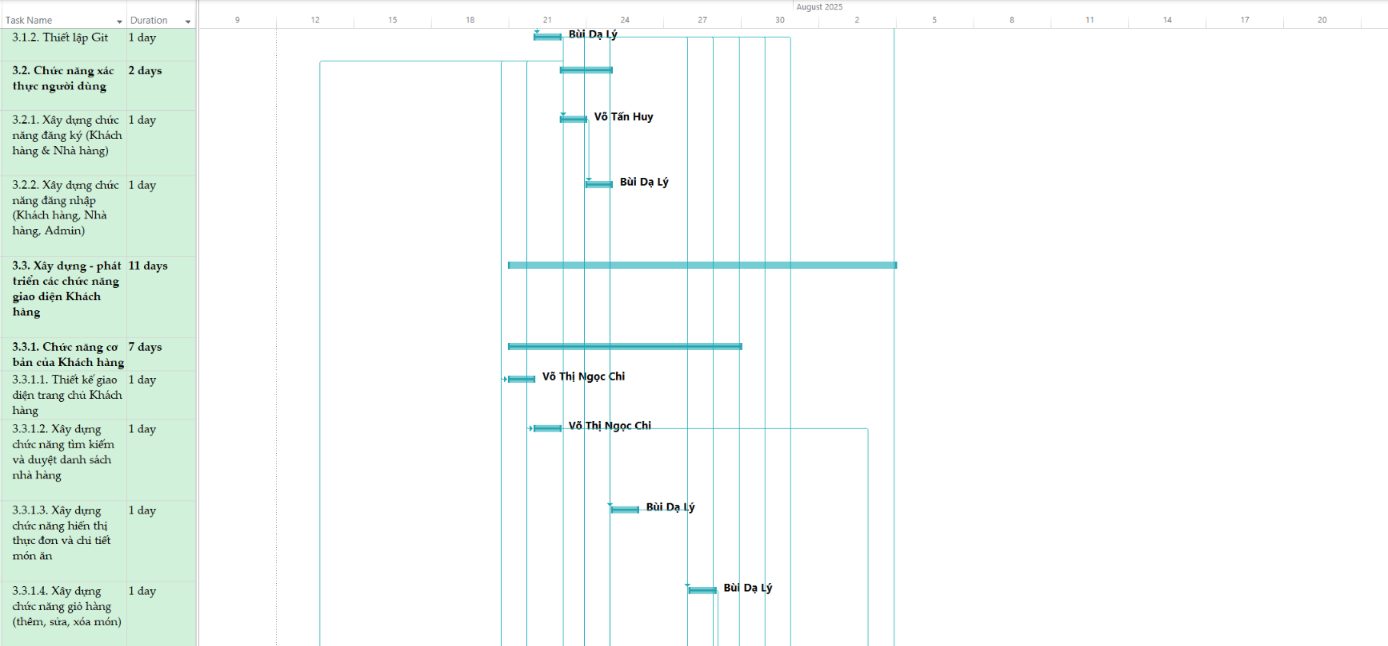 August 2025
Task Name Duration 9 12 15 18 21 24 27 30 2 5 8 11 14 17 20
3.1.2. Thiết lập Git 1 day Bùi Dạ Lý
3.2. Chức năng xác 2 days
thực người dùng
3.2.1. Xây dựng chức 1 day Võ Tấn Huy
năng đăng ký (Khách
hàng & Nhà hàng)
3.2.2. Xây dựng chức 1 day Bùi Dạ Lý
năng đăng nhập
(Khách hàng, Nhà
hàng, Admin)
3.3. Xây dựng - phát 11 days
triển các chức năng
giao diện Khách
hàng
3.3.1. Chức năng cơ 7 days
bản của Khách hàng
3.3.1.1. Thiết kế giao 1 day Võ Thị Ngọc Chi
diện trang chủ Khách
hàng
3.3.1.2. Xây dựng 1 day Võ Thị Ngọc Chi
chức năng tìm kiếm
và duyệt danh sách
nhà hàng
3.3.1.3. Xây dựng 1 day Bùi Dạ Lý
chức năng hiển thị
thực đơn và chi tiết
món ăn
3.3.1.4. Xây dựng 1 day Bùi Dạ Lý
chức năng giỏ hàng
(thêm, sửa, xóa món)